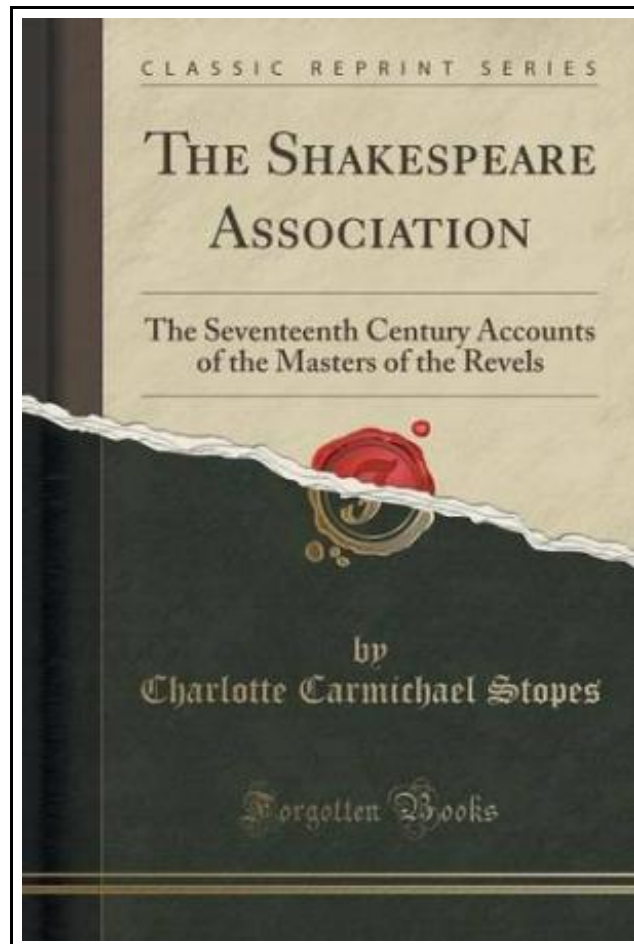 CLASSIC REPRINT SERIES
THE SHAKESPEARE
ASSOCIATION
The Seventeenth Century Accounts
of the Masters of the Revels
by
Charlotte Carmichael Stopes
Forgotten Books